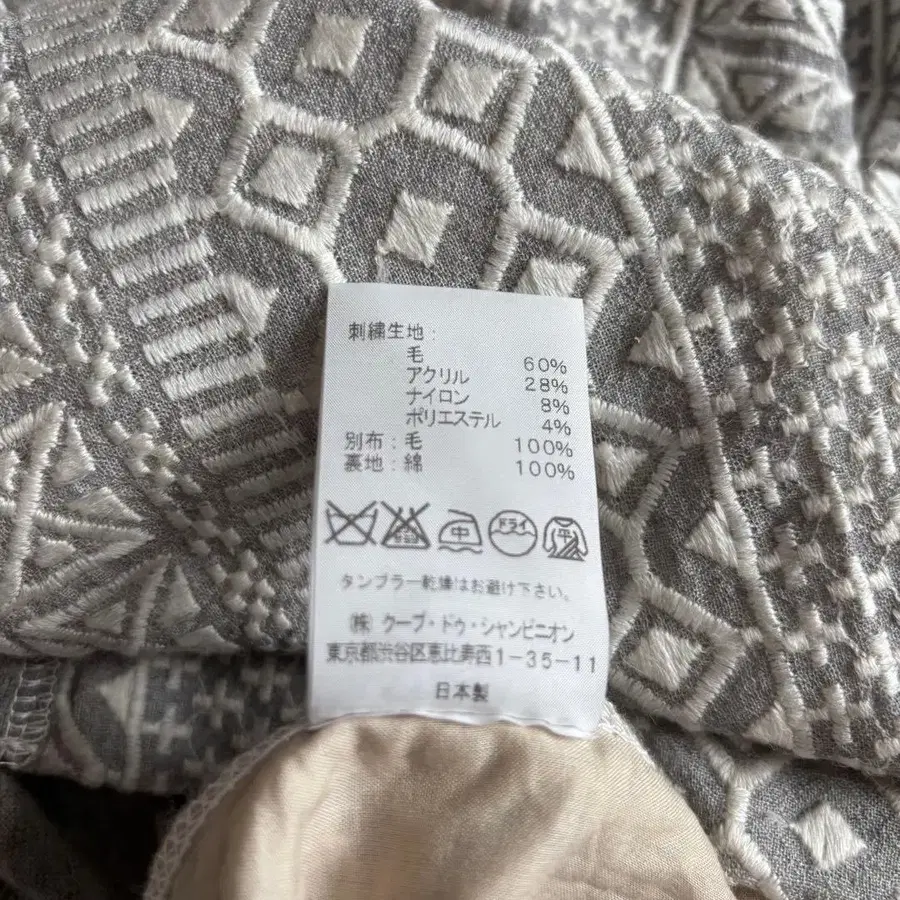 刺繍生地:
毛 60%
アクリル 28%
ナイロン 8%
ポリエステル 4%
別布:毛 100%
裏地:綿 100%
中 ドライ 平
タンブラー乾燥はお避け下さい。
(株) クープ・ドゥ・シャンピニオン
東京都渋谷区恵比寿西1-35-11
日本製